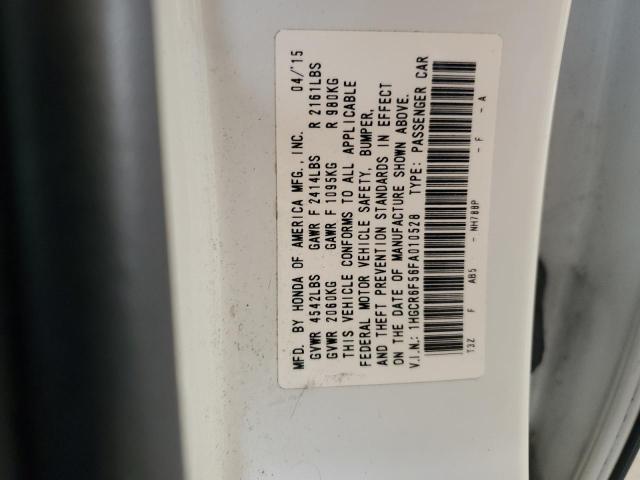 MFD. BY HONDA OF AMERICA MFG., INC. 04/'15
GVWR 4542LBS GAWR F 2414LBS R 2161LBS
GVWR 2060KG GAWR F 1095KG R 980KG
THIS VEHICLE CONFORMS TO ALL APPLICABLE
FEDERAL MOTOR VEHICLE SAFETY, BUMPER,
AND THEFT PREVENTION STANDARDS IN EFFECT
ON THE DATE OF MANUFACTURE SHOWN ABOVE.
V.I.N.: 1HGCR6F56FA010528 TYPE: PASSENGER CAR
T3Z F AB5 - NH788P - F - A